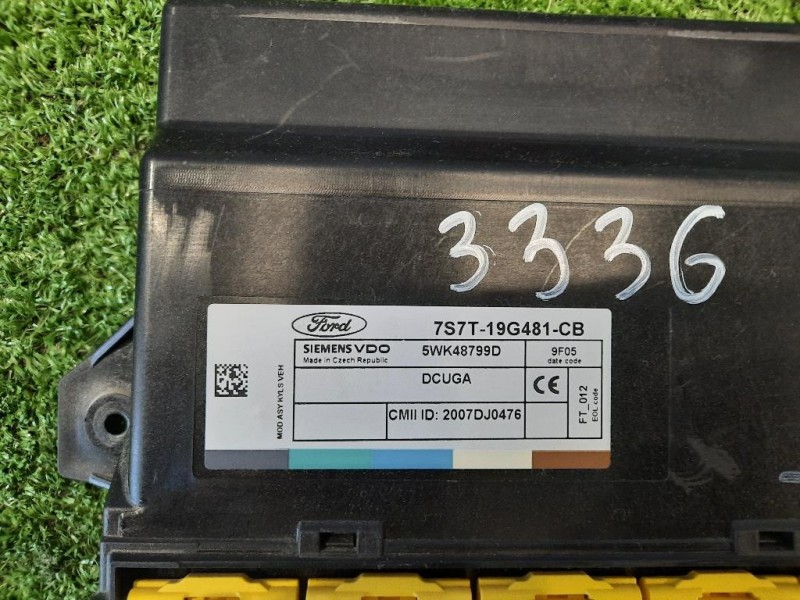 3336
Ford
7S7T-19G481-CB
SIEMENS VDO 5WK48799D 9F05
Made in Czech Republic date code
DCUGA
CMII ID: 2007DJ0476
CE
FT_012
EOL code
MOD ASY KYLS VEH